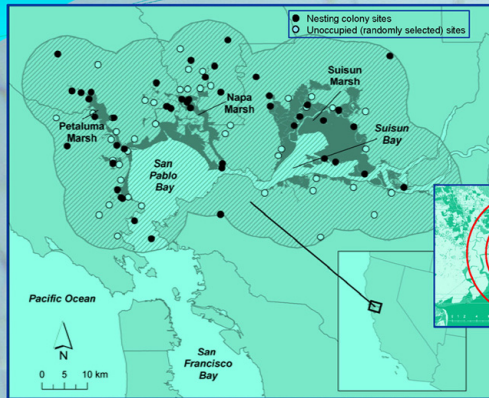 Nesting colony sites
Unoccupied (randomly selected) sites
Suisun
Marsh
Napa
Marsh
Petaluma
Marsh
Suisun
Bay
San
Pablo
Bay
Pacific Ocean
N
San
Francisco
Bay
0 5 10 km